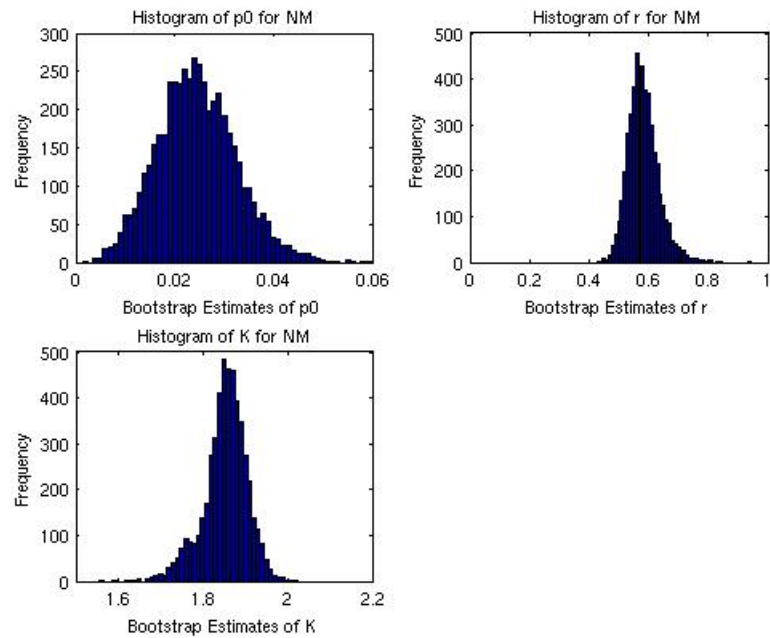 Histogram of p0 for NM
300
250
200
150
100
50
0
Frequency
0 0.02 0.04 0.06
Bootstrap Estimates of p0
Histogram of r for NM
500
400
300
200
100
0
Frequency
0 0.2 0.4 0.6 0.8 1
Bootstrap Estimates of r
Histogram of K for NM
500
400
300
200
100
0
Frequency
1.6 1.8 2 2.2
Bootstrap Estimates of K